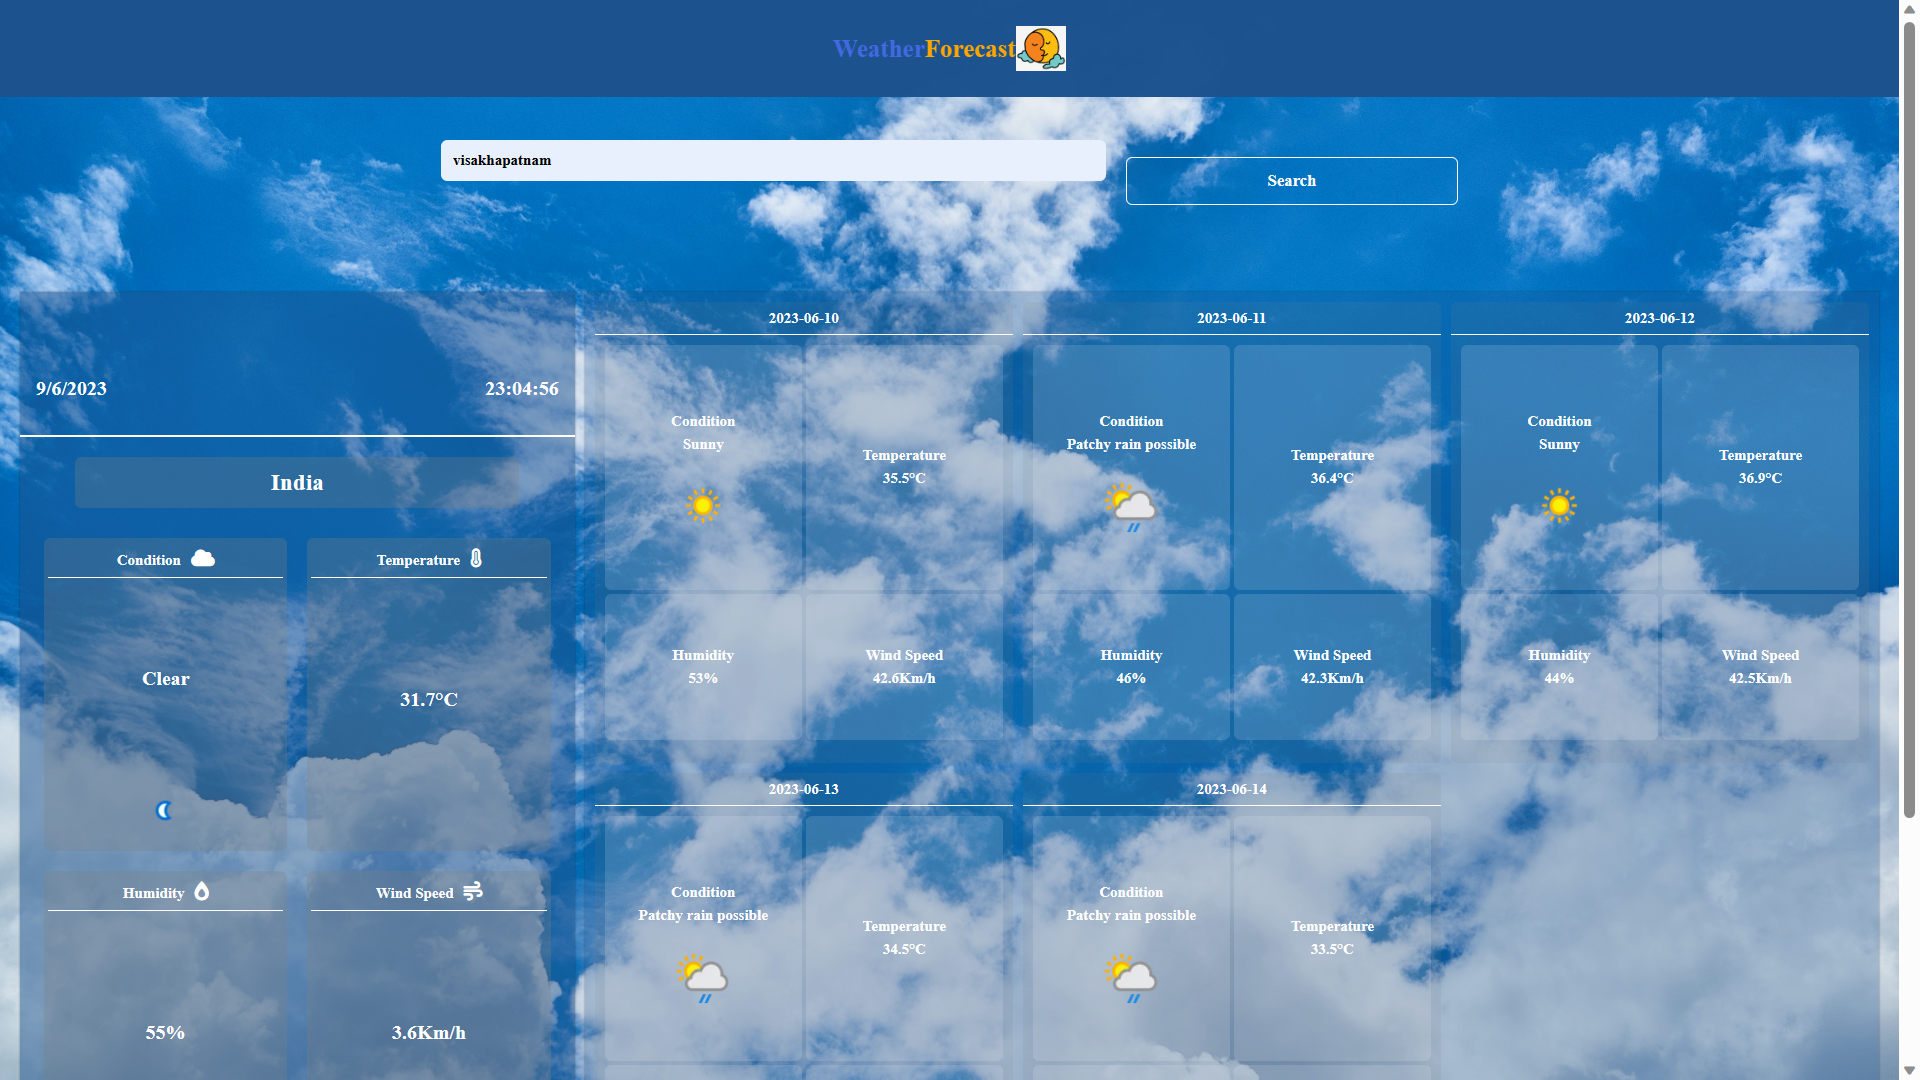 WeatherForecast
visakhapatnam
Search
9/6/2023
23:04:56
India
Condition
Clear
Temperature
31.7°C
Humidity
55%
Wind Speed
3.6Km/h
2023-06-10
Condition
Sunny
Temperature
35.5°C
Humidity
53%
Wind Speed
42.6Km/h
2023-06-11
Condition
Patchy rain possible
Temperature
36.4°C
Humidity
46%
Wind Speed
42.3Km/h
2023-06-12
Condition
Sunny
Temperature
36.9°C
Humidity
44%
Wind Speed
42.5Km/h
2023-06-13
Condition
Patchy rain possible
Temperature
34.5°C
2023-06-14
Condition
Patchy rain possible
Temperature
33.5°C